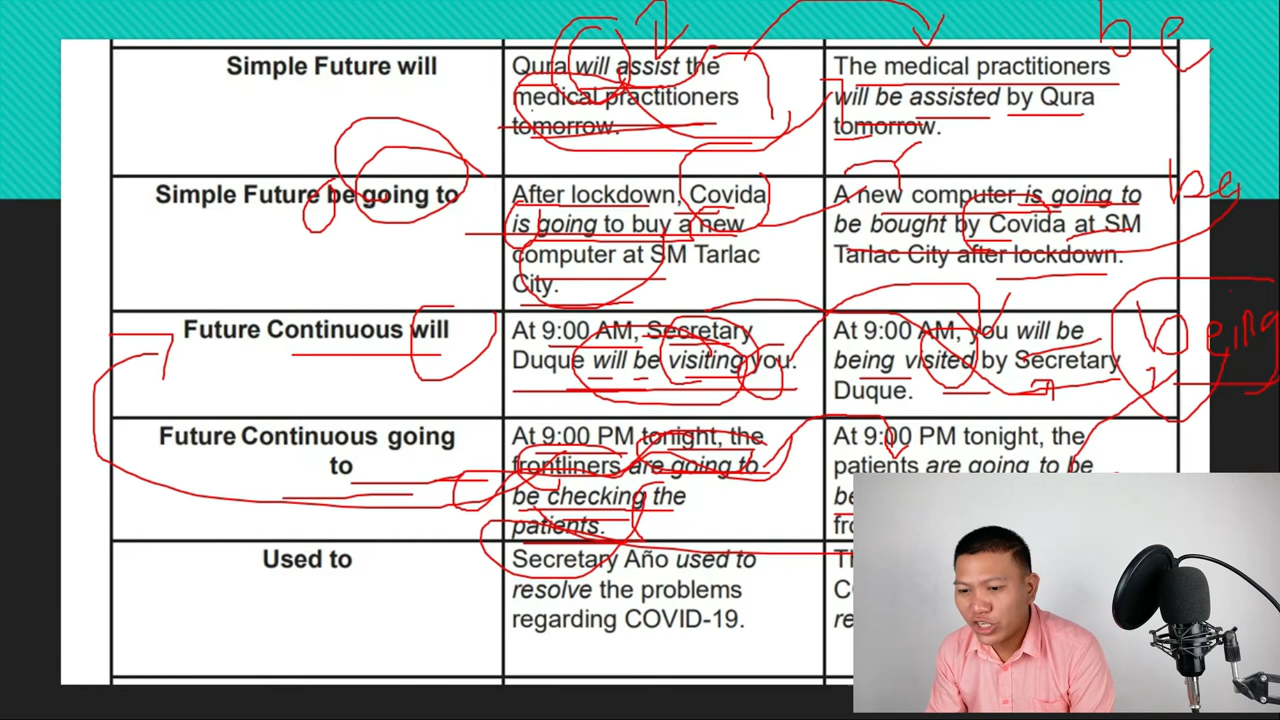 Simple Future will
Qura will assist the
medical practitioners
tomorrow.
The medical practitioners
will be assisted by Qura
tomorrow.
be
Simple Future be going to
After lockdown, Covida
is going to buy a new
computer at SM Tarlac
City.
A new computer is going to
be bought by Covida at SM
Tarlac City after lockdown.
be
Future Continuous will
At 9:00 AM, Secretary
Duque will be visiting you.
At 9:00 AM, you will be
being visited by Secretary
Duque.
being
Future Continuous going
to
At 9:00 PM tonight, the
frontliners are going to
be checking the
patients.
At 9:00 PM tonight, the
patients are going to be
be
Used to
Secretary Año used to
resolve the problems
regarding COVID-19.